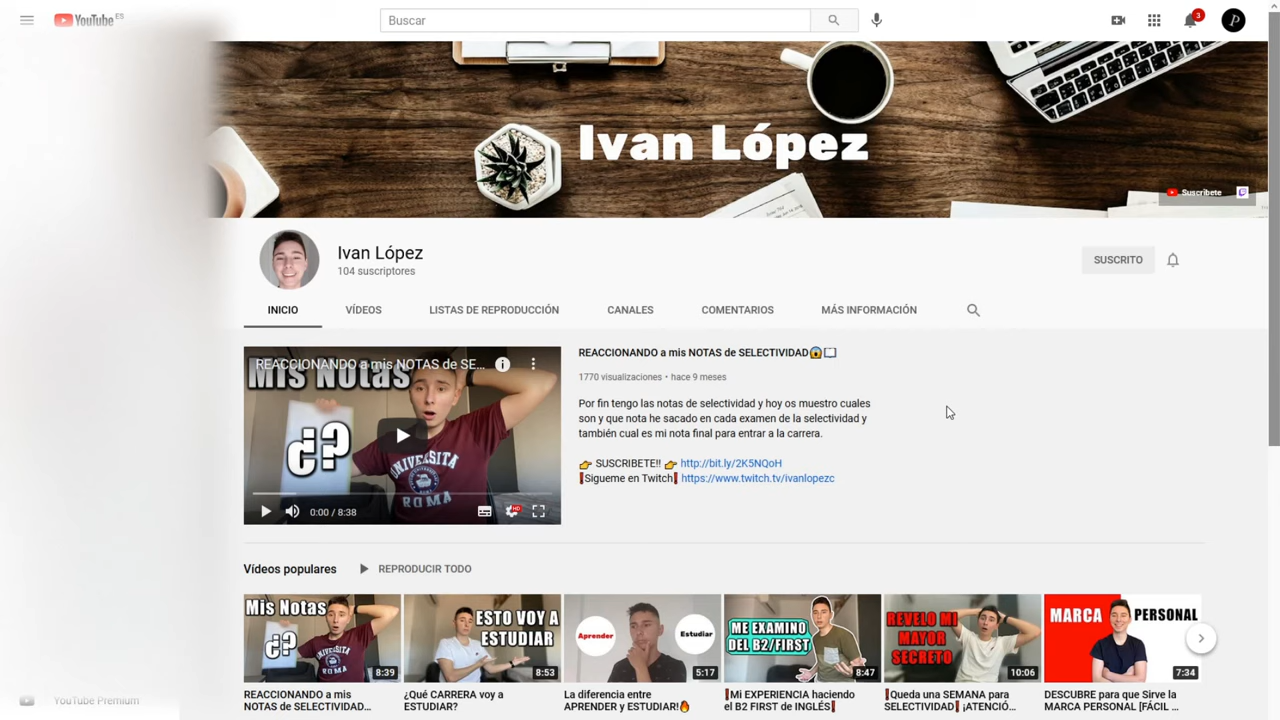 YouTube ES
Buscar
3
P
Ivan López
Suscríbete
Ivan López
104 suscriptores
SUSCRITO
INICIO
VÍDEOS
LISTAS DE REPRODUCCIÓN
CANALES
COMENTARIOS
MÁS INFORMACIÓN
REACCIONANDO a mis NOTAS de SE...
Mis Notas
¿?
UNIVERSITÀ
ROMA
0:00 / 8:38
HD
REACCIONANDO a mis NOTAS de SELECTIVIDAD😱📖
1770 visualizaciones • hace 9 meses
Por fin tengo las notas de selectividad y hoy os muestro cuales
son y que nota he sacado en cada examen de la selectividad y
también cual es mi nota final para entrar a la carrera.
👉 SUSCRIBETE!! 👉 http://bit.ly/2K5NQoH
❗Sigueme en Twitch❗ https://www.twitch.tv/ivanlopezc
Vídeos populares
REPRODUCIR TODO
Mis Notas
¿?
8:39
ESTO VOY A
ESTUDIAR
8:53
Aprender
Estudiar
5:17
ME EXAMINO
DEL B2/FIRST
8:47
REVELO MI
MAYOR
SECRETO
10:06
MARCA PERSONAL
7:34
REACCIONANDO a mis
NOTAS de SELECTIVIDAD...
¿Qué CARRERA voy a
ESTUDIAR?
La diferencia entre
APRENDER y ESTUDIAR!🔥
❗Mi EXPERIENCIA haciendo
el B2 FIRST de INGLÉS❗
❗Queda una SEMANA para
SELECTIVIDAD❗ ¡ATENCIÓ...
DESCUBRE para que Sirve la
MARCA PERSONAL [FÁCIL ...
YouTube Premium